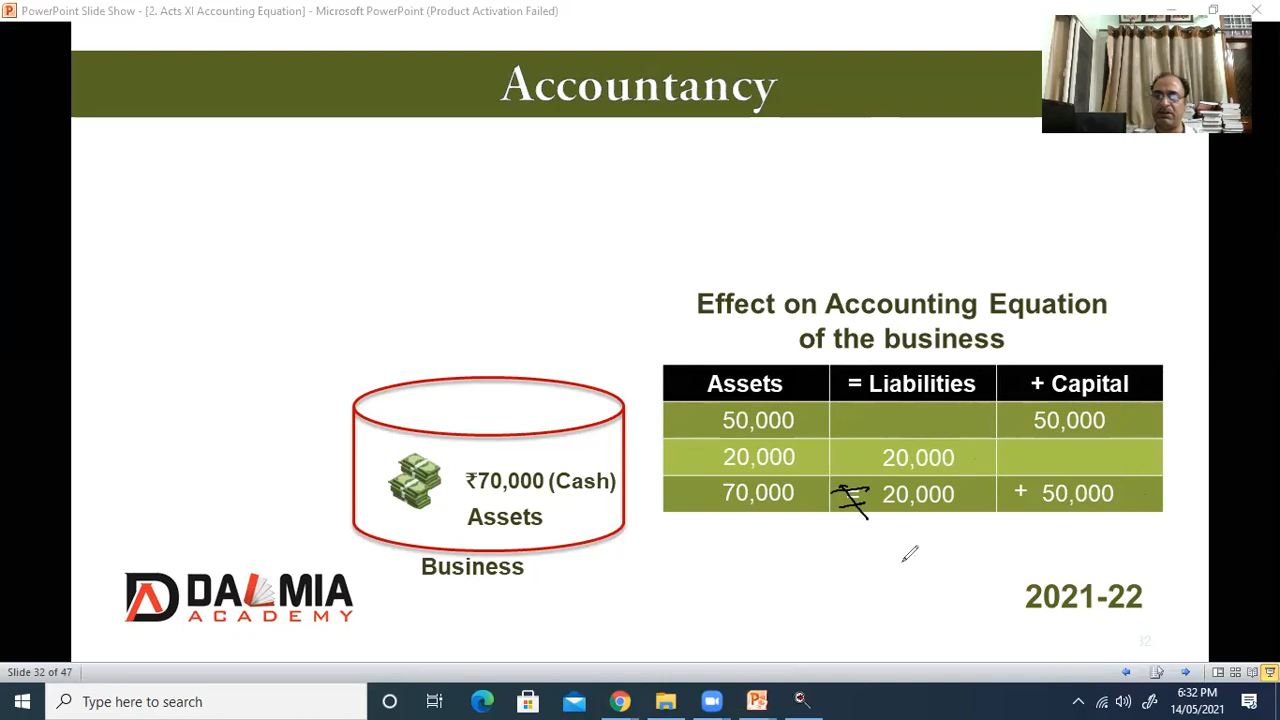 PowerPoint Slide Show - [2. Acts XI Accounting Equation] - Microsoft PowerPoint (Product Activation Failed)
Accountancy
Effect on Accounting Equation
of the business
Assets = Liabilities + Capital
50,000 50,000
20,000 20,000
70,000 = 20,000 + 50,000
₹70,000 (Cash)
Assets
Business
DALMIA
ACADEMY
2021-22
32
Slide 32 of 47
Type here to search
6:32 PM
14/05/2021